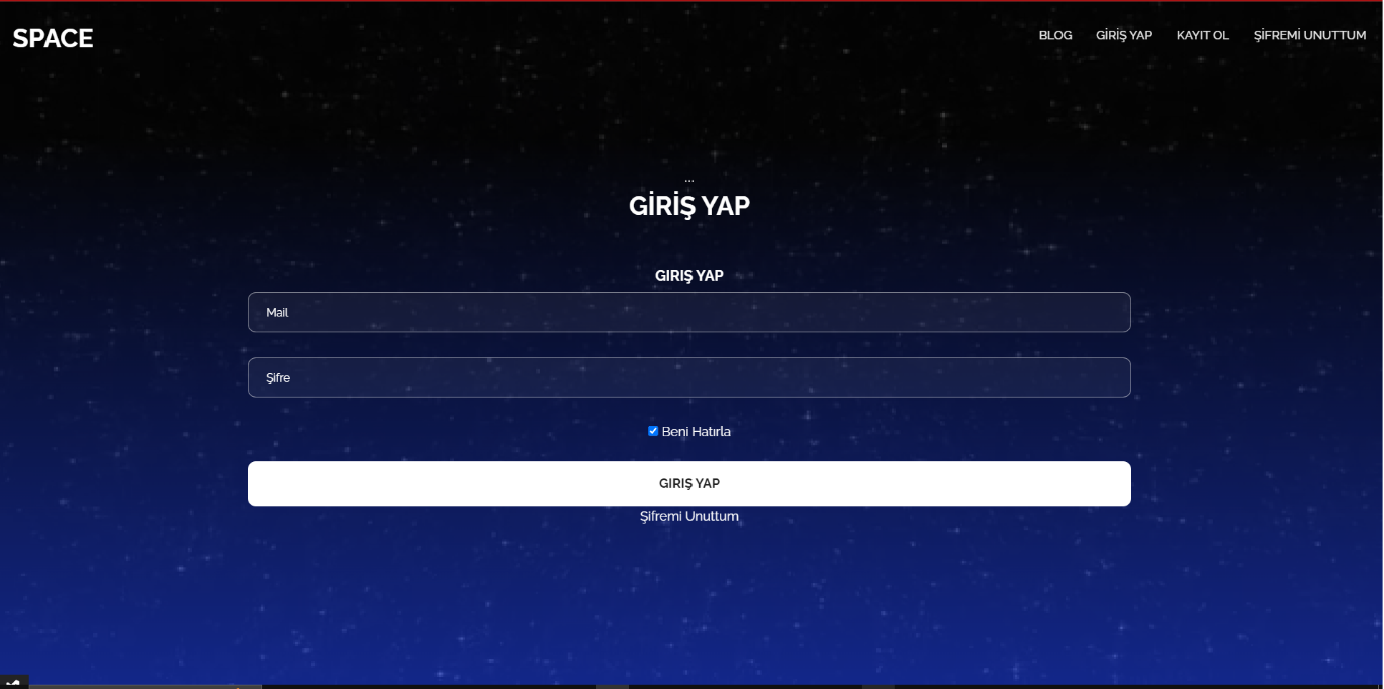 SPACE
BLOG GİRİŞ YAP KAYIT OL ŞİFREMİ UNUTTUM
...
GİRİŞ YAP
GIRIŞ YAP
Mail
Şifre
Beni Hatırla
GIRIŞ YAP
Şifremi Unuttum